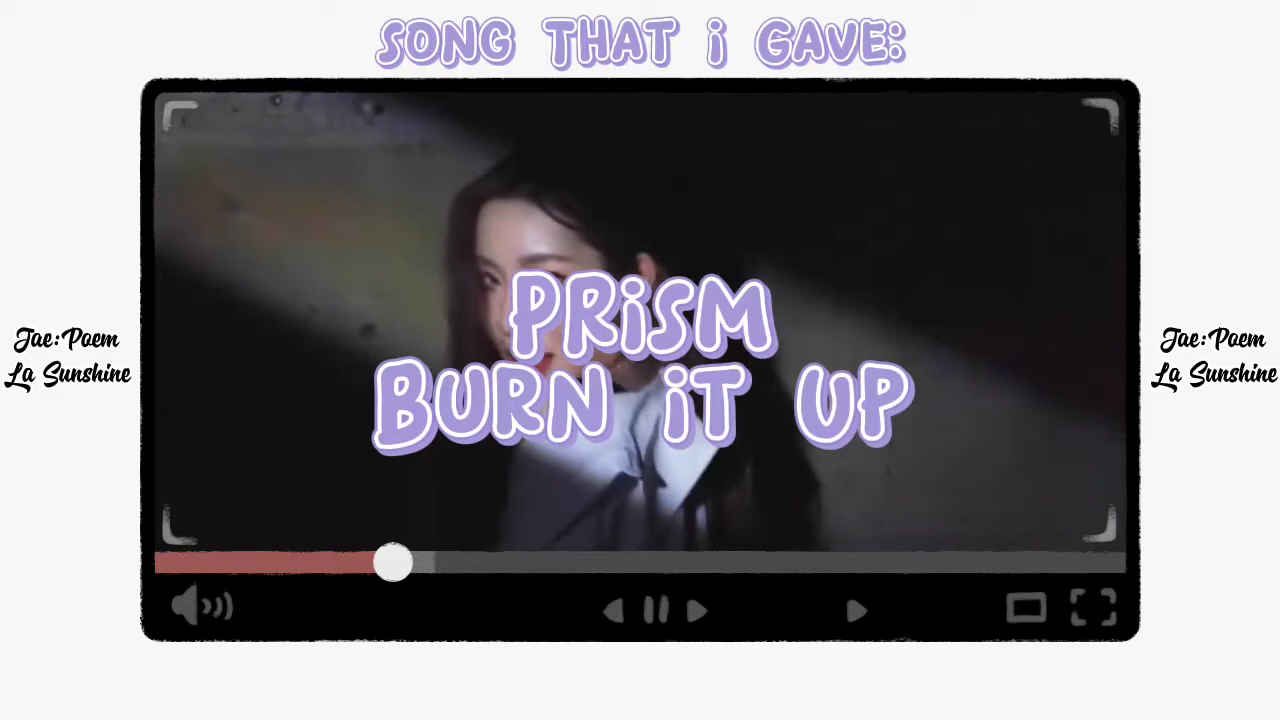 SONG THAT i GAVE:
PRiSM
BURN iT UP
Jae:Poem
La Sunshine
Jae:Poem
La Sunshine